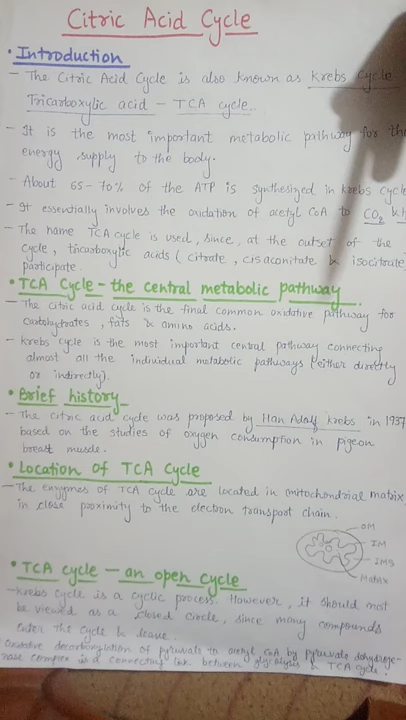 Citric Acid Cycle
• Introduction
- The Citric Acid Cycle is also known as Krebs Cycle
Tricarboxylic acid - TCA cycle.
- It is the most important metabolic pathway for the
energy supply to the body.
- About 65-70% of the ATP is synthesized in krebs cycle
- It essentially involves the oxidation of acetyl CoA to CO2 &
- The name TCA cycle is used, since, at the outset of the
cycle, tricarboxylic acids (citrate, cisaconitate & isocitrate
participate.
• TCA Cycle - the central metabolic pathway.
- The citric acid cycle is the final common oxidative pathway for
carbohydrates, fats & amino acids.
- Krebs cycle is the most important central pathway connecting
almost all the individual metabolic pathways (either directly
or indirectly).
• Brief history
- The citric acid cycle was proposed by Han Adolf krebs in 1937
based on the studies of oxygen consumption in pigeon
breast muscle.
• Location of TCA Cycle
- The enzymes of TCA cycle are located in mitochondrial matrix
in close proximity to the electron transport chain.
OM
IM
IMS
Matrix
• TCA cycle - an open cycle
- Krebs cycle is a cyclic process. However, it should not
be viewed as a closed circle, since many compounds
enter the cycle & leave.
Oxidative decarboxylation of pyruvate to acetyl CoA by pyruvate dehydroge-
nase complex is a connecting link between glycolysis & TCA cycle.